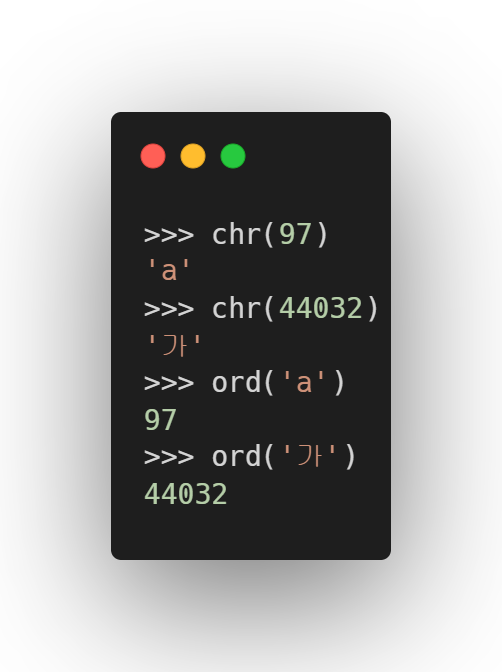 >>> chr(97)
'a'
>>> chr(44032)
'가'
>>> ord('a')
97
>>> ord('가')
44032